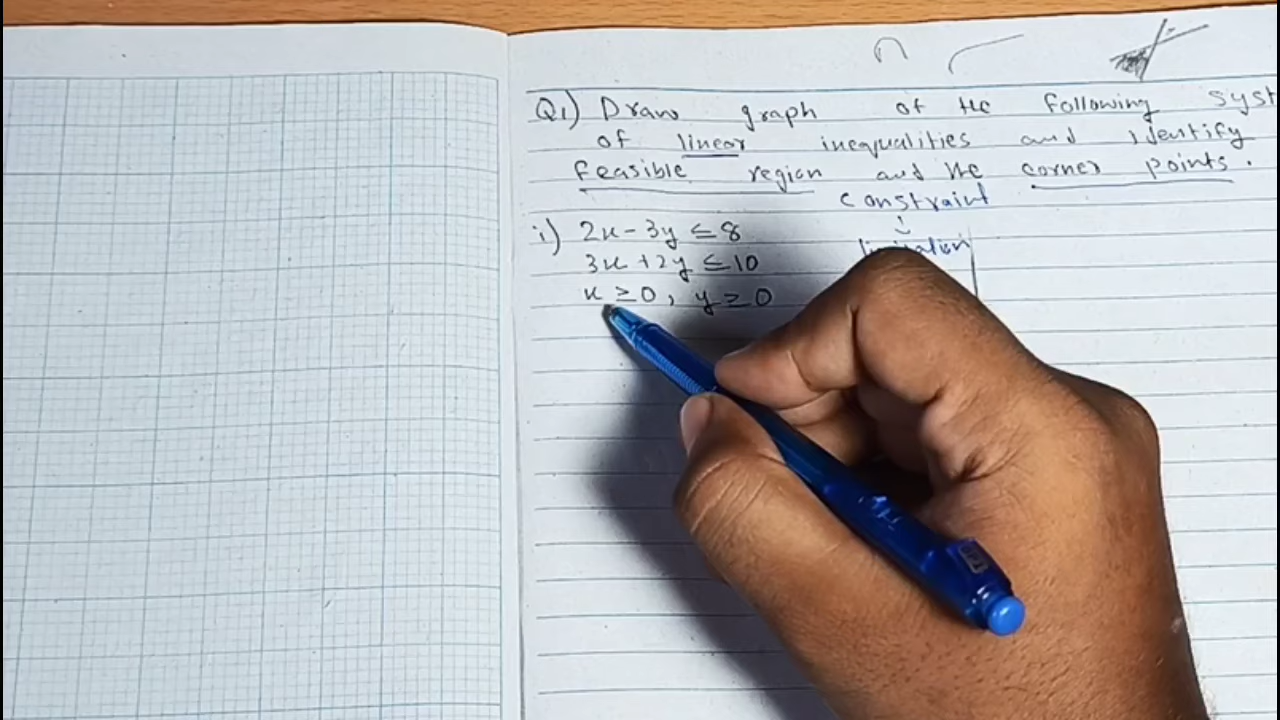 Q1) Draw graph of the following syst
of linear inequalities and identify
feasible region and the corner points.
constraint
↓
limitation
i) 2x - 3y ≤ 8
3x + 2y ≤ 10
x ≥ 0, y ≥ 0